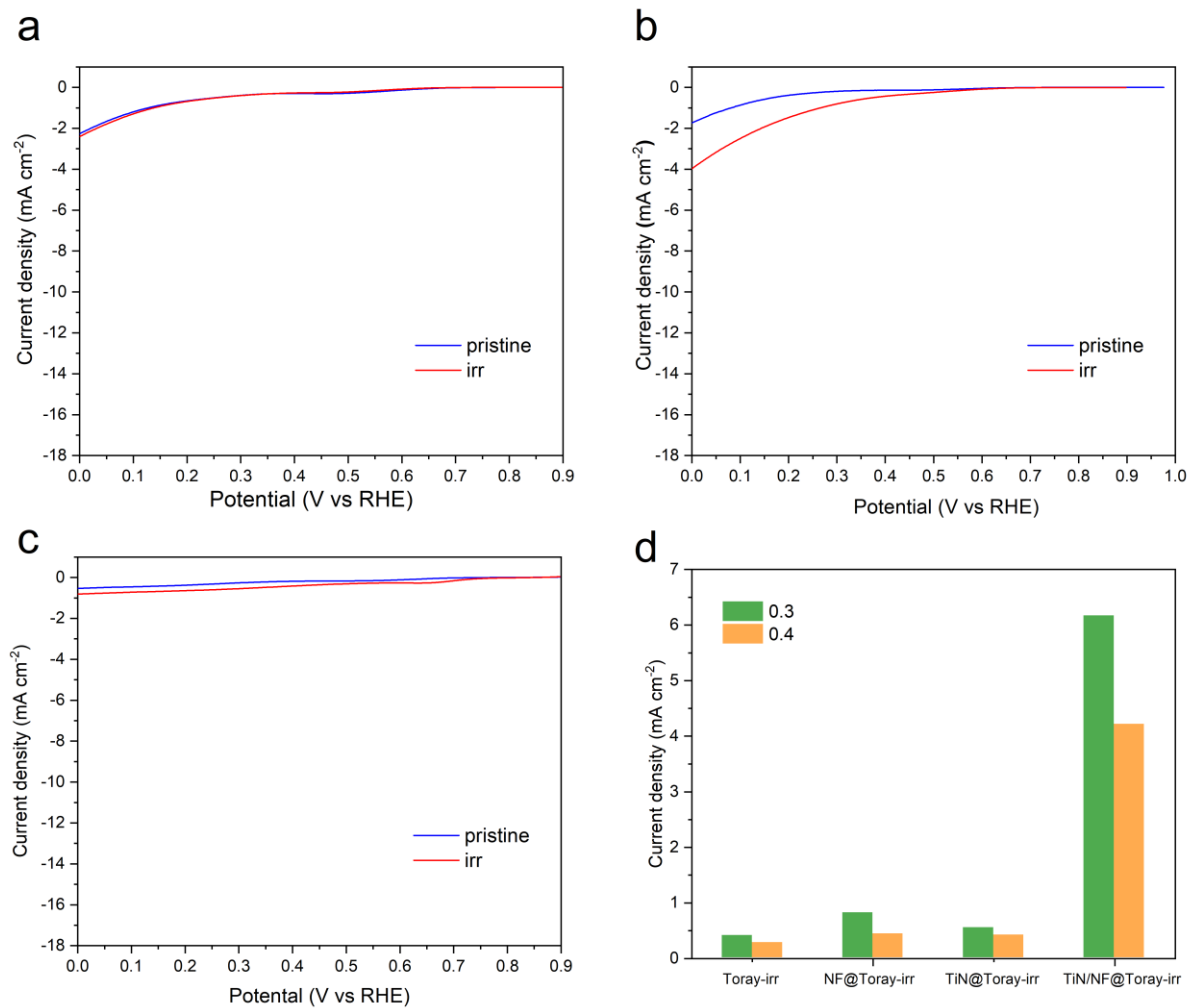 a
Current density (mA cm-2)
0
-2
-4
-6
-8
-10
-12
-14
-16
-18
pristine
irr
0.0 0.1 0.2 0.3 0.4 0.5 0.6 0.7 0.8 0.9
Potential (V vs RHE)
b
Current density (mA cm-2)
0
-2
-4
-6
-8
-10
-12
-14
-16
-18
pristine
irr
0.0 0.1 0.2 0.3 0.4 0.5 0.6 0.7 0.8 0.9 1.0
Potential (V vs RHE)
c
Current density (mA cm-2)
0
-2
-4
-6
-8
-10
-12
-14
-16
-18
pristine
irr
0.0 0.1 0.2 0.3 0.4 0.5 0.6 0.7 0.8 0.9
Potental (V vs RHE)
d
Current density (mA cm-2)
7
6
5
4
3
2
1
0
0.3
0.4
Toray-irr NF@Toray-irr TiN@Toray-irr TiN/NF@Toray-irr